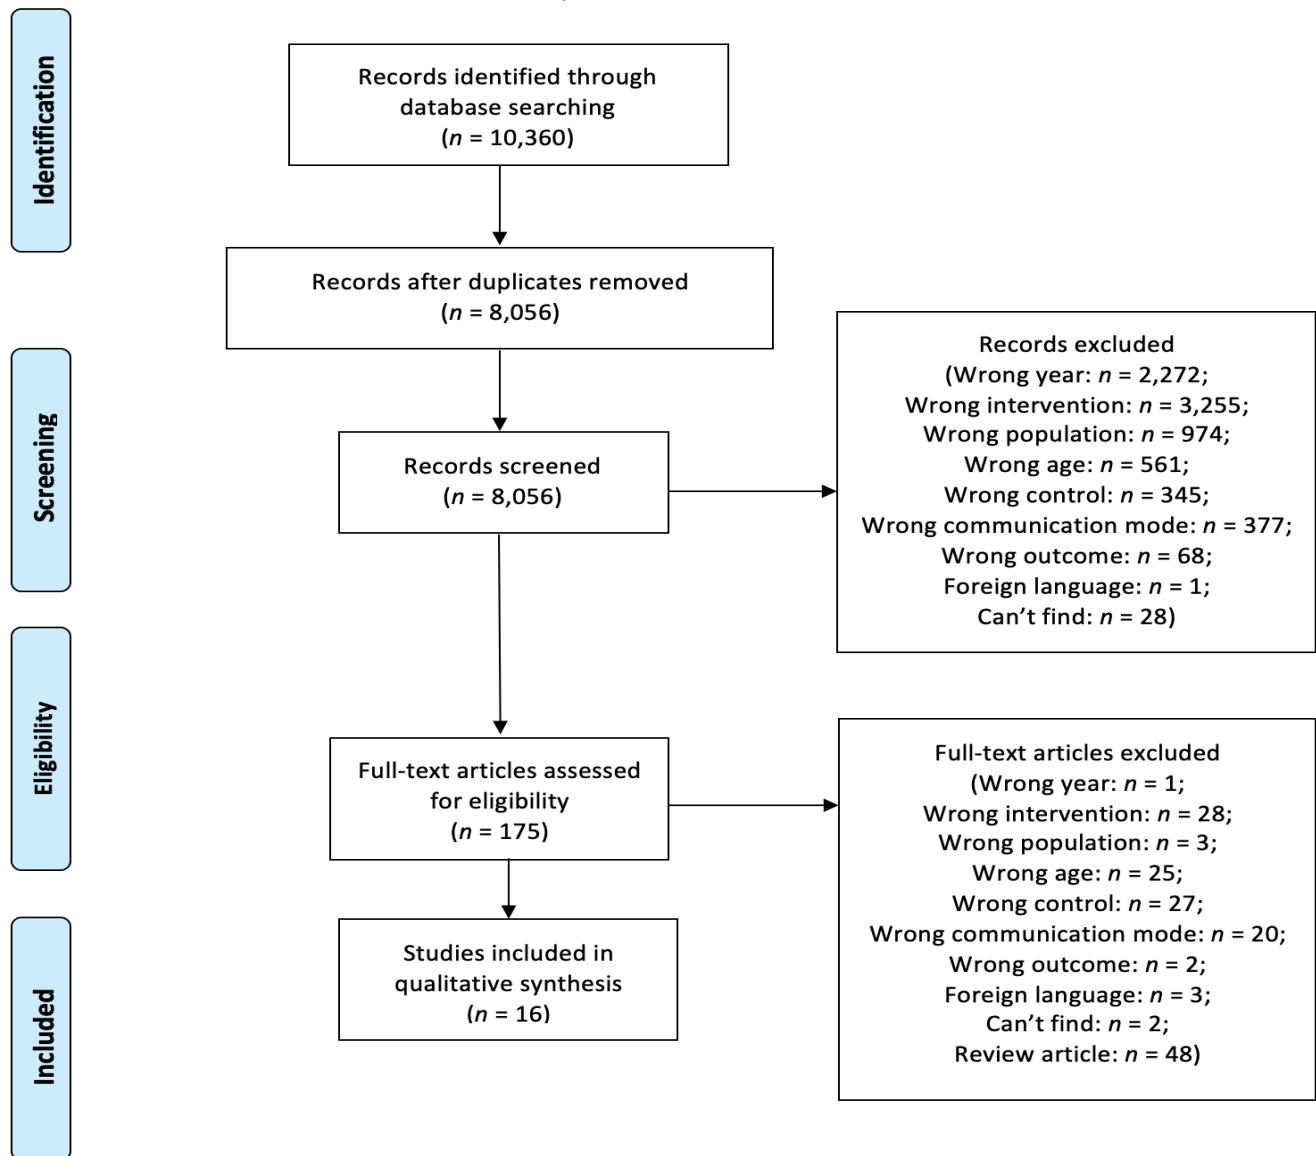 Identification
Records identified through
database searching
(n = 10,360)
Records after duplicates removed
(n = 8,056)
Screening
Records screened
(n = 8,056)
Records excluded
(Wrong year: n = 2,272;
Wrong intervention: n = 3,255;
Wrong population: n = 974;
Wrong age: n = 561;
Wrong control: n = 345;
Wrong communication mode: n = 377;
Wrong outcome: n = 68;
Foreign language: n = 1;
Can't find: n = 28)
Eligibility
Full-text articles assessed
for eligibility
(n = 175)
Full-text articles excluded
(Wrong year: n = 1;
Wrong intervention: n = 28;
Wrong population: n = 3;
Wrong age: n = 25;
Wrong control: n = 27;
Wrong communication mode: n = 20;
Wrong outcome: n = 2;
Foreign language: n = 3;
Can't find: n = 2;
Review article: n = 48)
Included
Studies included in
qualitative synthesis
(n = 16)